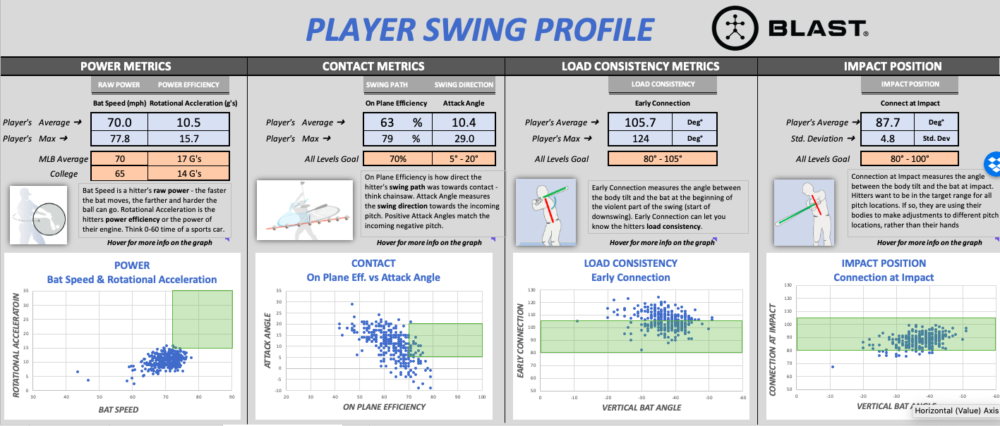 PLAYER SWING PROFILE
BLAST®
POWER METRICS
RAW POWER POWER EFFICIENCY
Bat Speed (mph) Rotational Accleration (g's)
Player's Average → 70.0 10.5
Player's Max → 77.8 15.7
MLB Average 70 17 G's
College 65 14 G's
Bat Speed is a hitter's raw power - the faster
the bat moves, the farther and harder the
ball can go. Rotational Acceleration is the
hitters power efficiency or the power of
their engine. Think 0-60 time of a sports car.
Hover for more info on the graph
POWER
Bat Speed & Rotational Accleration
ROTATIONAL ACCELERATOIN
35
30
25
20
15
10
5
0
30 40 50 60 70 80 90
BAT SPEED
CONTACT METRICS
SWING PATH SWING DIRECTION
On Plane Efficiency Attack Angle
Player's Average → 63 % 10.4
Player's Max → 79 % 29.0
All Levels Goal 70% 5° - 20°
On Plane Efficiency is how direct the
hitter's swing path was towards contact -
think chainsaw. Attack Angle measures
the swing direction towards the incoming
pitch. Positive Attack Angles match the
incoming negative pitch.
Hover for more info on the graph
CONTACT
On Plane Eff. vs Attack Angle
ATTACK ANGLE
35
30
25
20
15
10
5
0
-5
-10
20 30 40 50 60 70 80 90 100
ON PLANE EFFICIENCY
LOAD CONSISTENCY METRICS
LOAD CONSISTENCY
Early Connection
Player's Average → 105.7 Deg°
Player's Max → 124 Deg°
All Levels Goal 80° - 105°
Early Connection measures the angle between
the body tilt and the bat at the beginning of
the violent part of the swing (start of
downswing). Early Connection can let you
know the hitters load consistency.
Hover for more info on the graph
LOAD CONSISTENCY
Early Connection
EARLY CONNECTION
130
120
110
100
90
80
70
60
50
0 -10 -20 -30 -40 -50 -60
VERTICAL BAT ANGLE
IMPACT POSITION
IMPACT POSITION
Connect at Impact
Player's Average → 87.7 Deg°
Std. Deviation → 4.8 Std. Dev
All Levels Goal 80° - 100°
Connection at Impact measures the angle
between the body tilt and the bat at impact.
Hitters want to be in the target range for all
pitch locations. If so, they are using their
bodies to make adjustments to different pitch
locations, rather than their hands
Hover for more info on the graph
IMPACT POSITION
Connection at Impact
CONNECTION AT IMPACT
130
120
110
100
90
80
70
60
50
0 -10 -20 -30 -40 -50 -60
VERTICAL BAT
Horizontal (Value) Axis